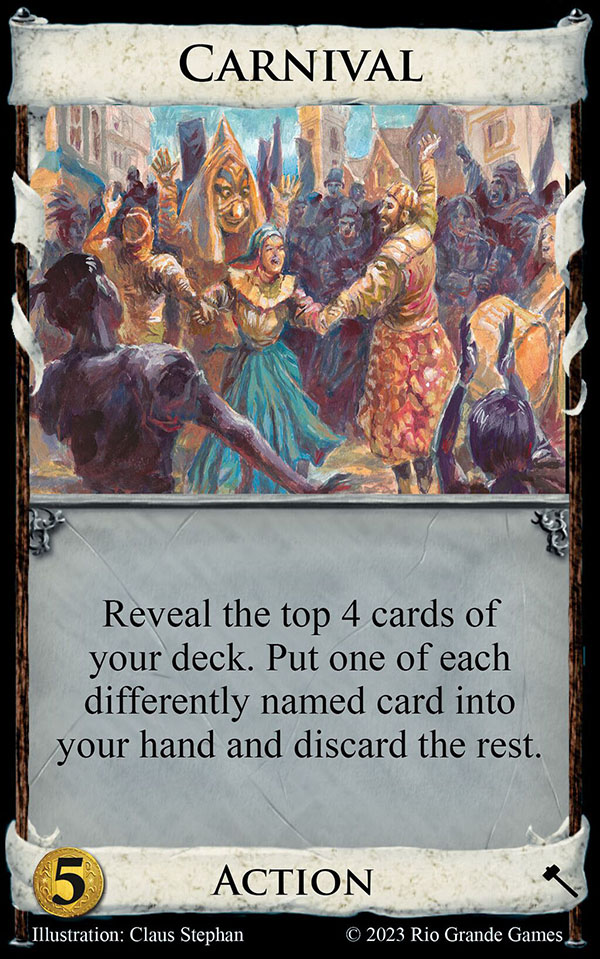 CARNIVAL
Reveal the top 4 cards of
your deck. Put one of each
differently named card into
your hand and discard the rest.
5 ACTION
Illustration: Claus Stephan © 2023 Rio Grande Games